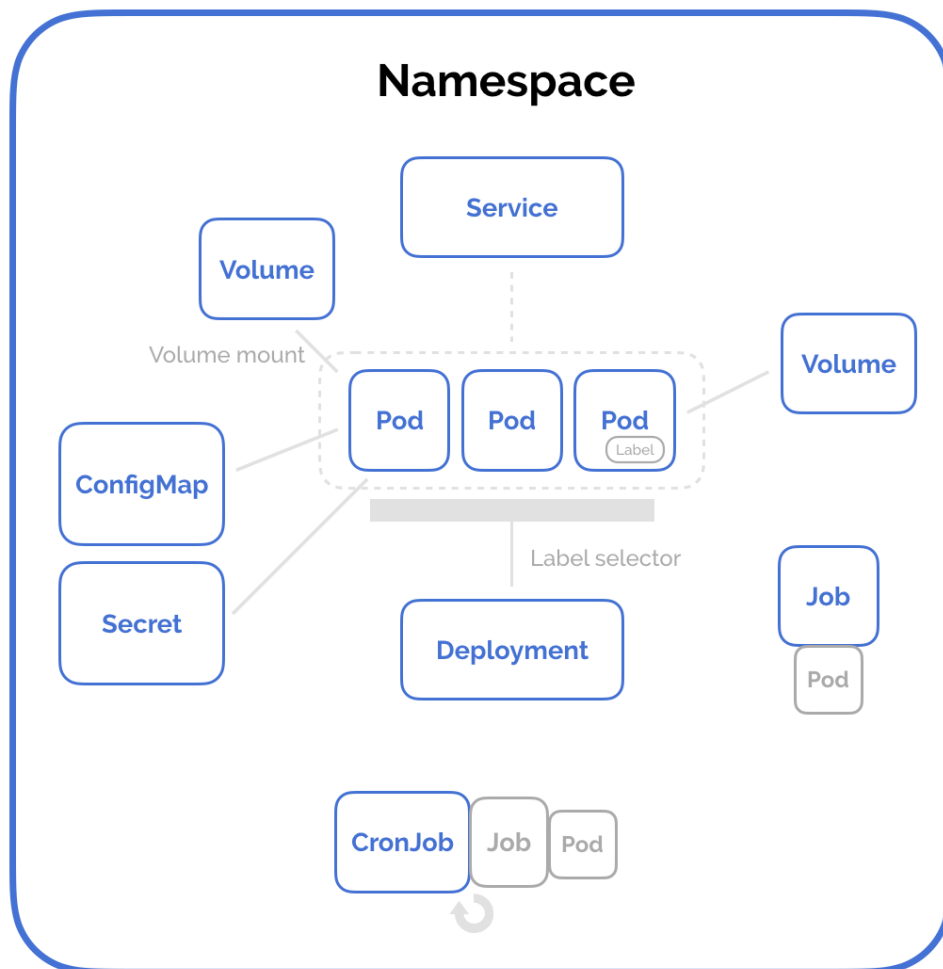 Namespace
Service
Volume
Volume mount
Volume
Pod
Pod
Pod
Label
ConfigMap
Secret
Label selector
Deployment
Job
Pod
CronJob
Job
Pod